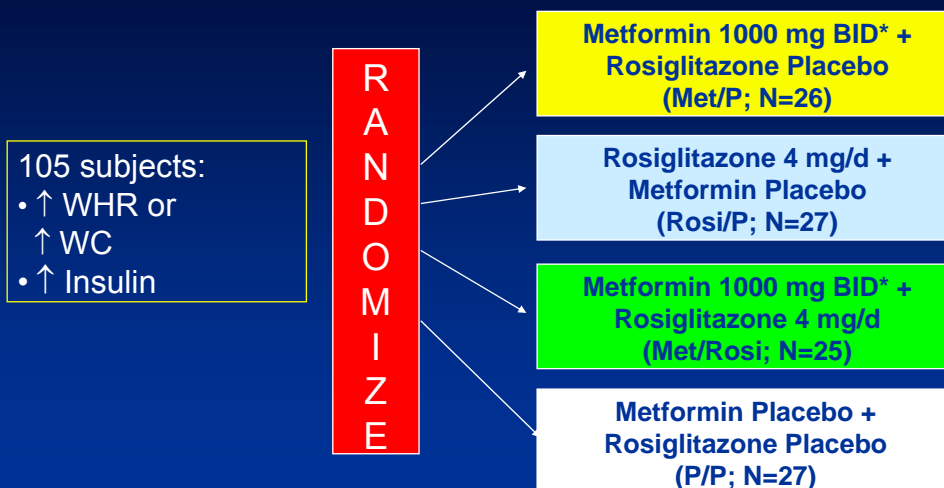 105 subjects:
• ↑ WHR or
↑ WC
• ↑ Insulin
R
A
N
D
O
M
I
Z
E
Metformin 1000 mg BID* +
Rosiglitazone Placebo
(Met/P; N=26)
Rosiglitazone 4 mg/d +
Metformin Placebo
(Rosi/P; N=27)
Metformin 1000 mg BID* +
Rosiglitazone 4 mg/d
(Met/Rosi; N=25)
Metformin Placebo +
Rosiglitazone Placebo
(P/P; N=27)